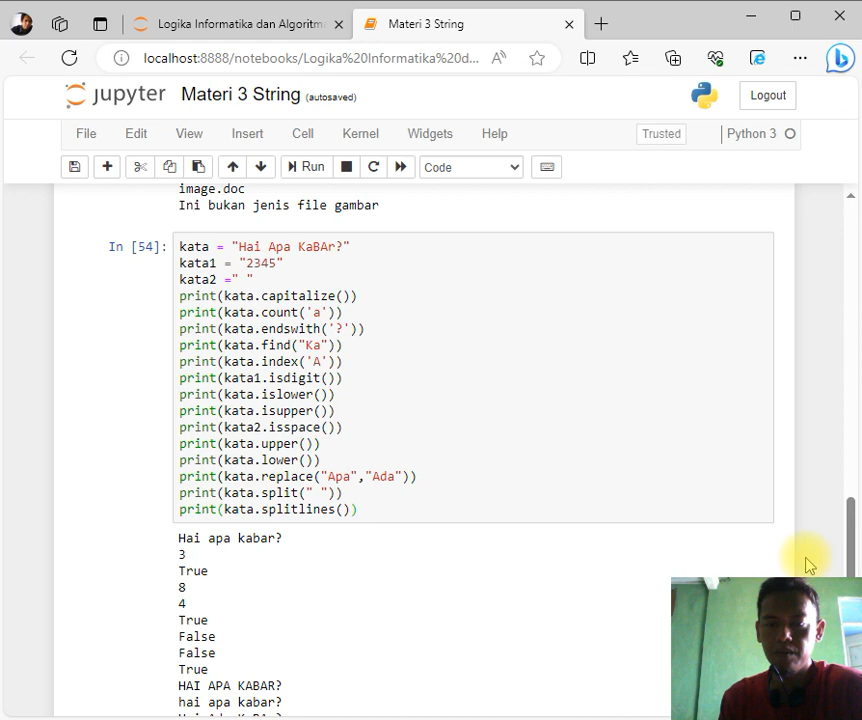 Logika Informatika dan Algoritm
Materi 3 String
localhost:8888/notebooks/Logika%20Informatika%20d...
jupyter Materi 3 String (autosaved)
Logout
File Edit View Insert Cell Kernel Widgets Help
Trusted
Python 3
Run
Code
image.doc
Ini bukan jenis file gambar
In [54]:
kata = "Hai Apa KaBAr?"
kata1 = "2345"
kata2 =" "
print(kata.capitalize())
print(kata.count('a'))
print(kata.endswith('?'))
print(kata.find("Ka"))
print(kata.index('A'))
print(kata1.isdigit())
print(kata.islower())
print(kata.isupper())
print(kata2.isspace())
print(kata.upper())
print(kata.lower())
print(kata.replace("Apa","Ada"))
print(kata.split(" "))
print(kata.splitlines())
Hai apa kabar?
3
True
8
4
True
False
False
True
HAI APA KABAR?
hai apa kabar?